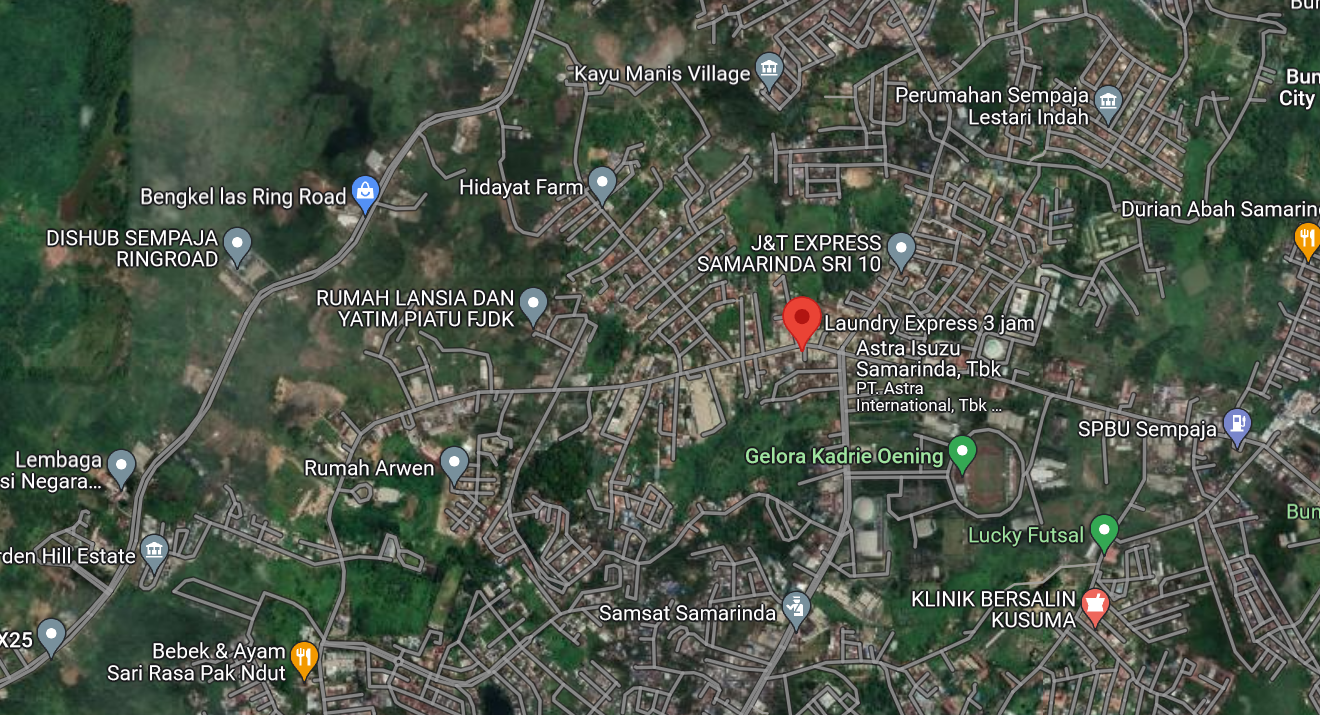 Bun
Kayu Manis Village
Bun
City
Perumahan Sempaja
Lestari Indah
Hidayat Farm
Bengkel las Ring Road
Durian Abah Samarin
DISHUB SEMPAJA
RINGROAD
J&T EXPRESS
SAMARINDA SRI 10
RUMAH LANSIA DAN
YATIM PIATU FJDK
Laundry Express 3 jam
Astra Isuzu
Samarinda, Tbk
PT. Astra
International, Tbk ...
SPBU Sempaja
Gelora Kadrie Oening
Lembaga
si Negara...
Rumah Arwen
Bun
Lucky Futsal
rden Hill Estate
KLINIK BERSALIN
KUSUMA
Samsat Samarinda
X25
Bebek & Ayam
Sari Rasa Pak Ndut